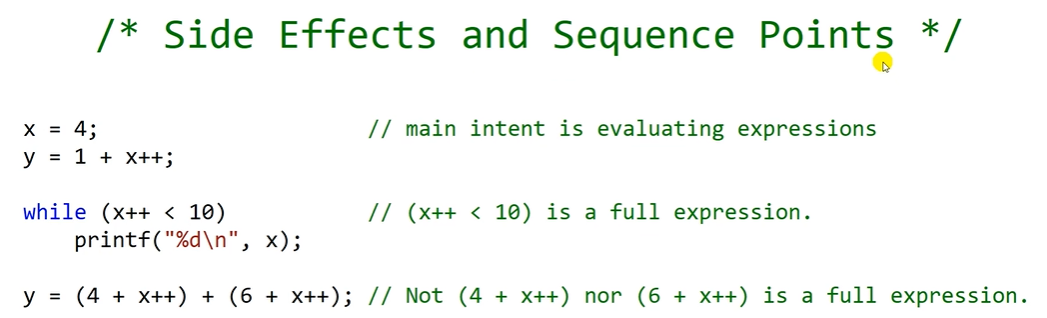 /* Side Effects and Sequence Points */
x = 4; // main intent is evaluating expressions
y = 1 + x++;
while (x++ < 10) // (x++ < 10) is a full expression.
printf("%d\n", x);
y = (4 + x++) + (6 + x++); // Not (4 + x++) nor (6 + x++) is a full expression.